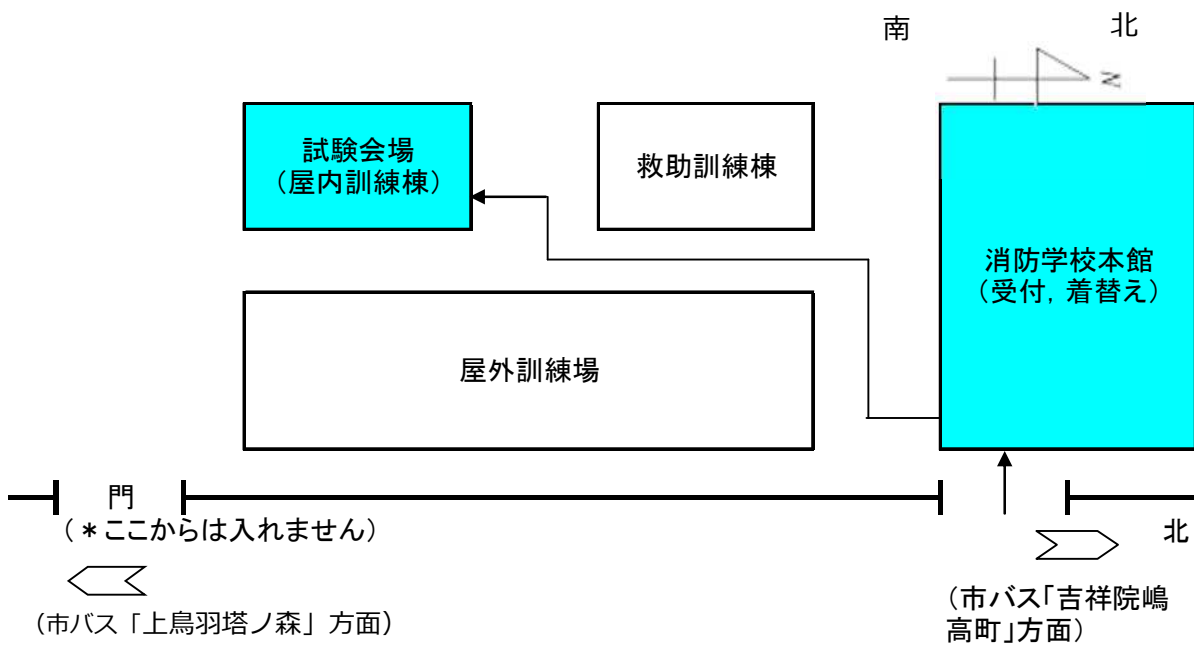 南
北
N
試験会場
（屋内訓練棟）
救助訓練棟
消防学校本館
（受付，着替え）
屋外訓練場
門
（＊ここからは入れません）
北
（市バス「上鳥羽塔ノ森」方面）
（市バス「吉祥院嶋
高町」方面）